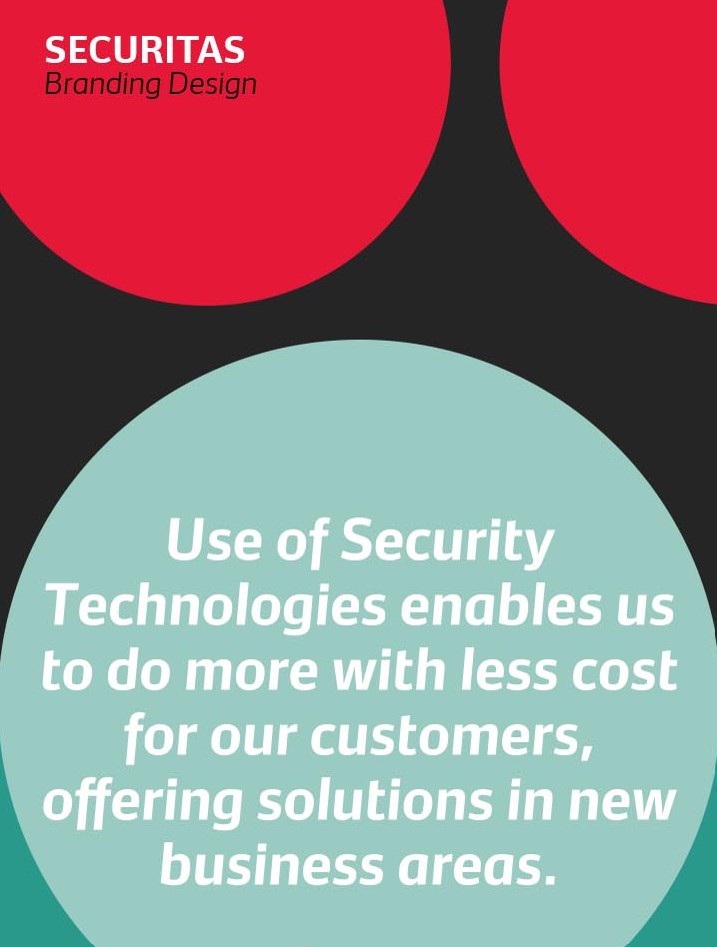 SECURITAS
Branding Design
Use of Security
Technologies enables us
to do more with less cost
for our customers,
offering solutions in new
business areas.